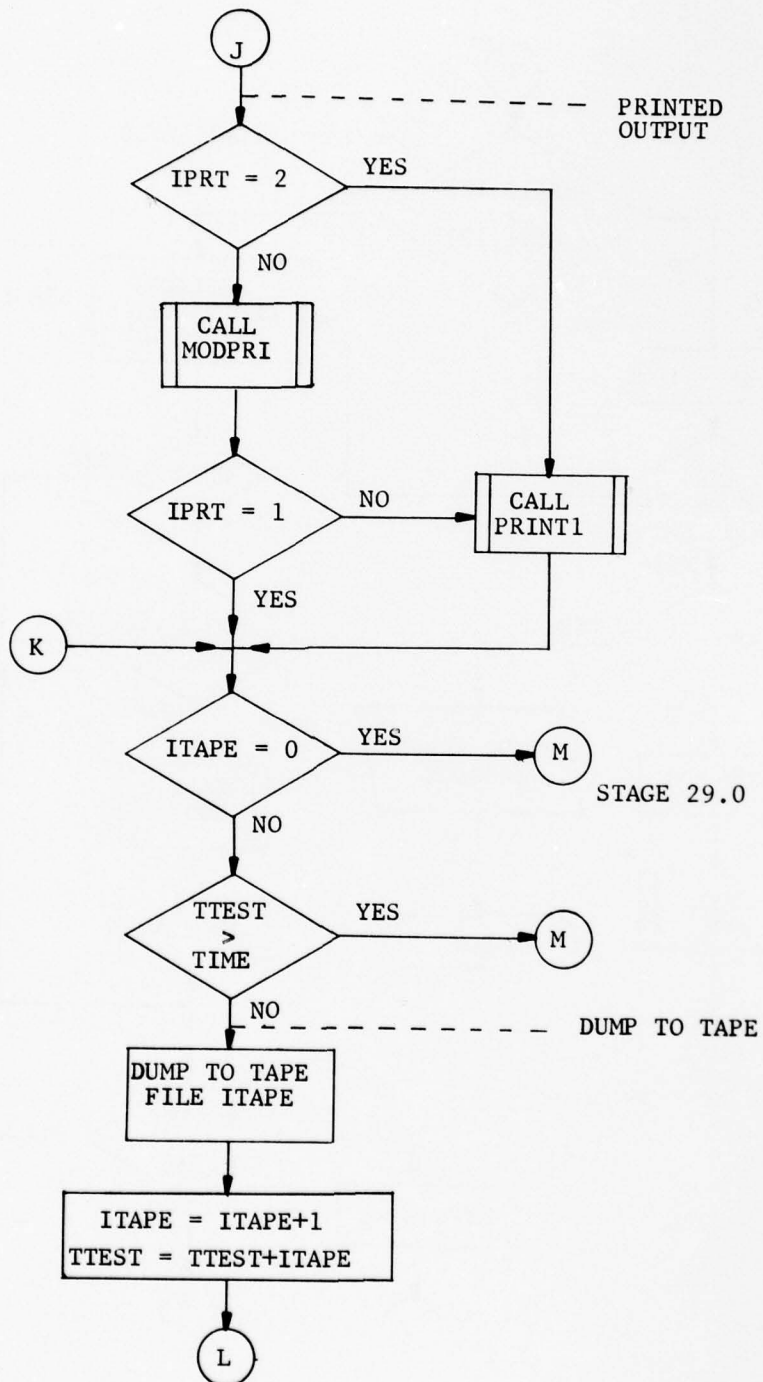 J
PRINTED
OUTPUT
IPRT = 2
YES
NO
CALL
MODPRI
IPRT = 1
NO
CALL
PRINT1
YES
K
ITAPE = 0
YES
M
STAGE 29.0
NO
TTEST
>
TIME
YES
M
NO
DUMP TO TAPE
DUMP TO TAPE
FILE ITAPE
ITAPE = ITAPE+1
TTEST = TTEST+ITAPE
L